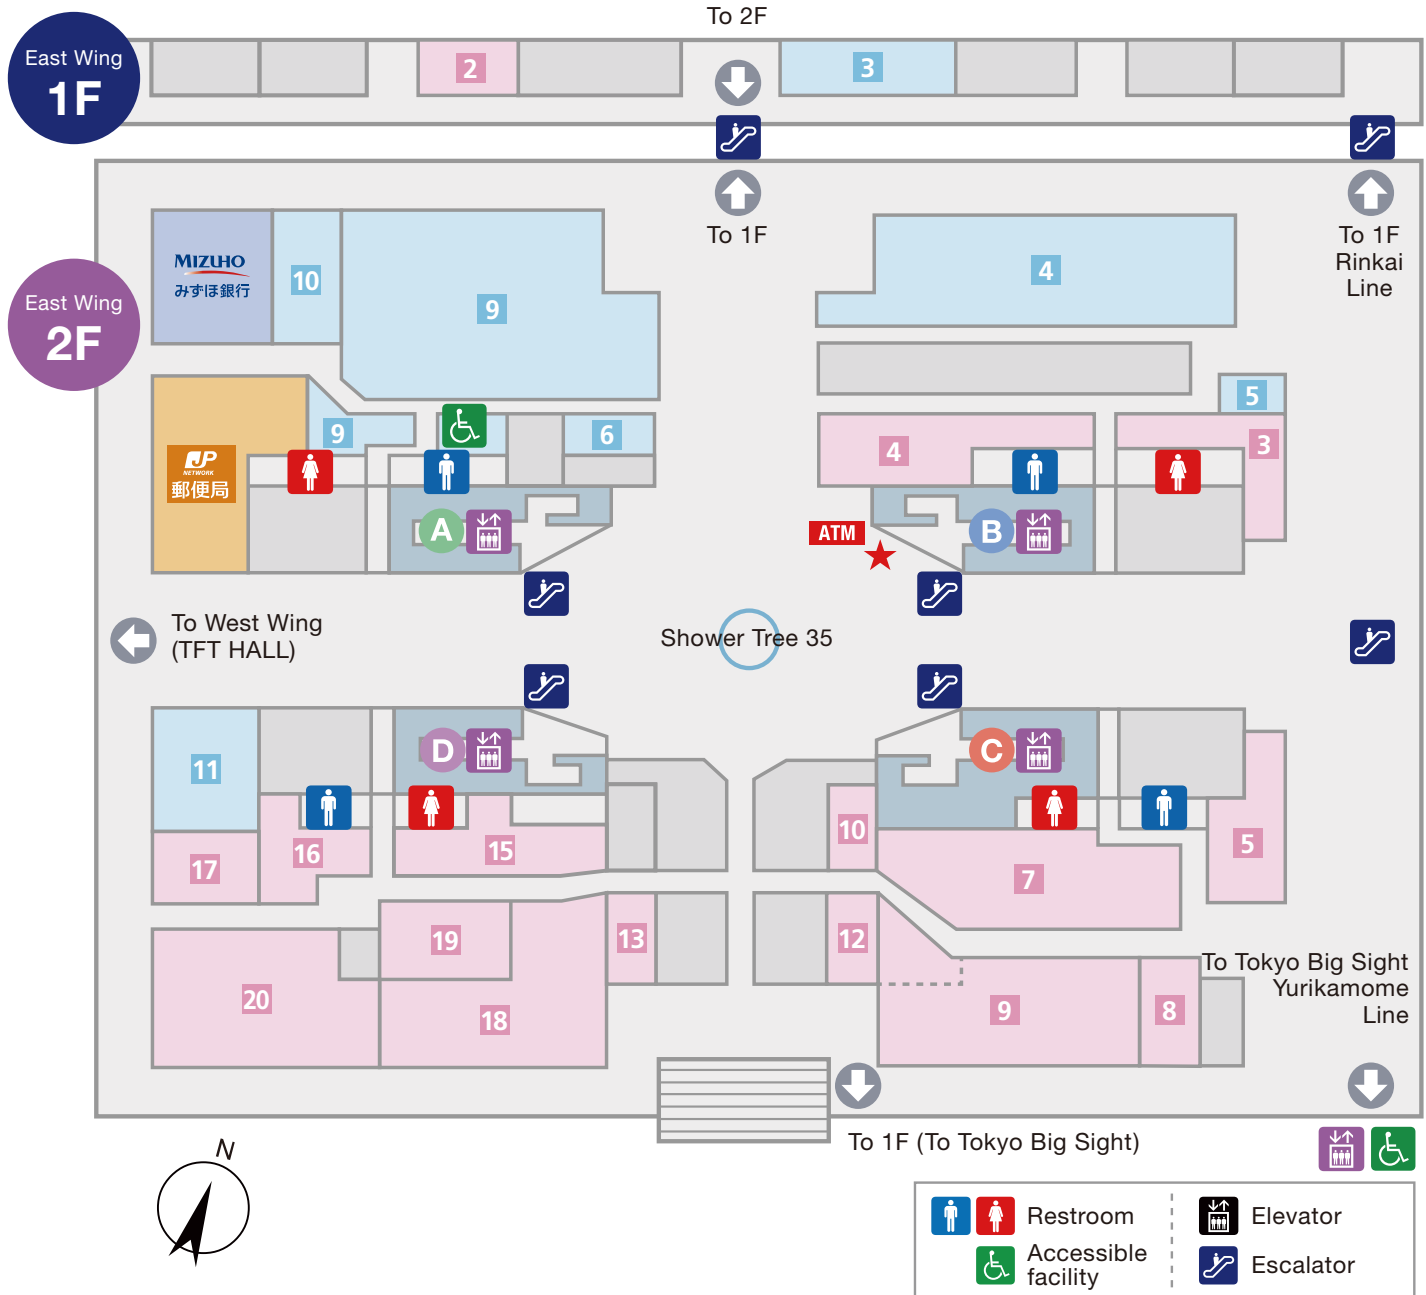 To 2F
East Wing
1F
2
3
To 1F
To 1F
Rinkai
Line
East Wing
2F
MIZUHO
みずほ銀行
10
9
4
5
9
6
4
3
JP
NETWORK
郵便局
A
ATM
B
To West Wing
(TFT HALL)
Shower Tree 35
D
C
11
10
5
17
16
15
7
19
13
12
To Tokyo Big Sight
Yurikamome
Line
20
18
9
8
To 1F (To Tokyo Big Sight)
N
Restroom
Elevator
Accessible
facility
Escalator